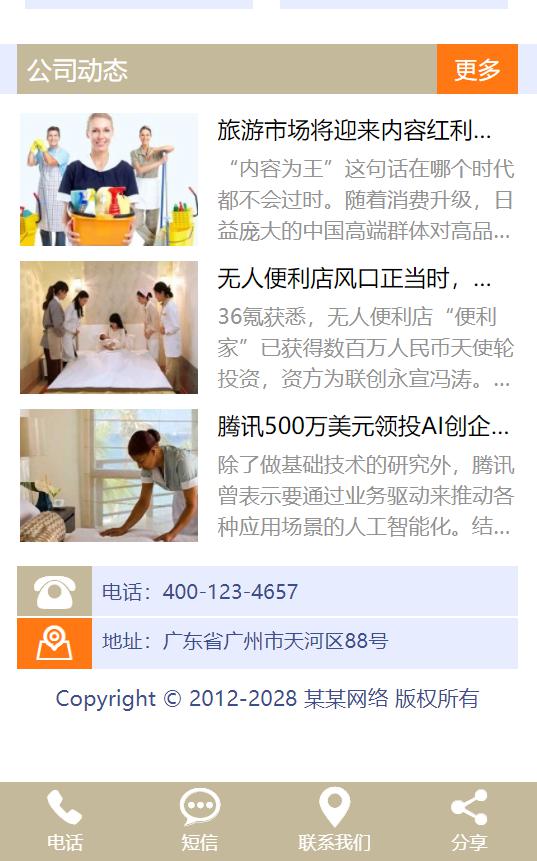 公司动态
更多
旅游市场将迎来内容红利...
“内容为王”这句话在哪个时代
都不会过时。随着消费升级，日
益庞大的中国高端群体对高品...
无人便利店风口正当时，...
36氪获悉，无人便利店“便利
家”已获得数百万人民币天使轮
投资，资方为联创永宣冯涛。...
腾讯500万美元领投AI创企...
除了做基础技术的研究外，腾讯
曾表示要通过业务驱动来推动各
种应用场景的人工智能化。结...
电话：400-123-4657
地址：广东省广州市天河区88号
Copyright © 2012-2028 某某网络 版权所有
电话
短信
联系我们
分享